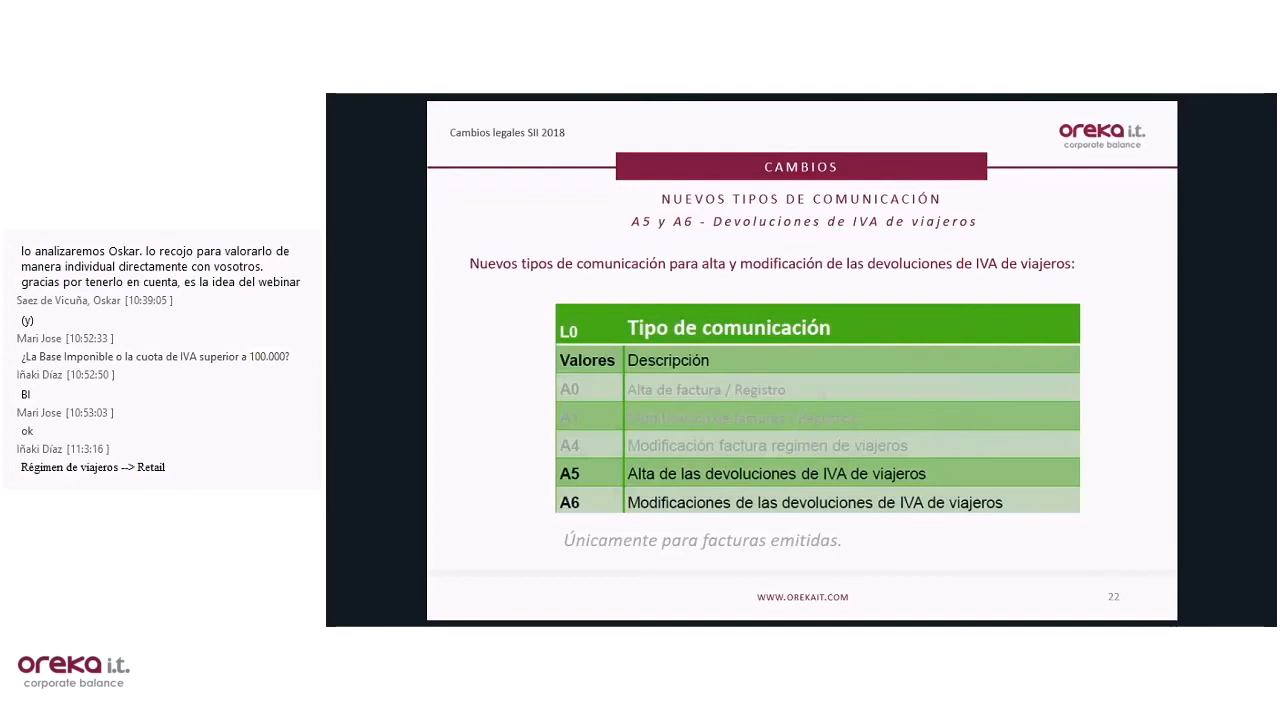 lo analizaremos Oskar. lo recojo para valorarlo de
manera individual directamente con vosotros.
gracias por tenerlo en cuenta, es la idea del webinar
Saez de Vicuña, Oskar [10:39:05 ]
(y)
Mari Jose [10:52:33 ]
¿La Base Imponible o la cuota de IVA superior a 100.000?
Iñaki Díaz [10:52:50 ]
BI
Mari Jose [10:53:03 ]
ok
Iñaki Díaz [11:3:16 ]
Régimen de viajeros --> Retail
oreka i.t.
corporate balance
Cambios legales SII 2018
oreka i.t.
corporate balance
CAMBIOS
NUEVOS TIPOS DE COMUNICACIÓN
A5 y A6 - Devoluciones de IVA de viajeros
Nuevos tipos de comunicación para alta y modificación de las devoluciones de IVA de viajeros:
L0 Tipo de comunicación
Valores Descripción
A0 Alta de factura / Registro
A1
A4 Modificación factura regimen de viajeros
A5 Alta de las devoluciones de IVA de viajeros
A6 Modificaciones de las devoluciones de IVA de viajeros
Únicamente para facturas emitidas.
WWW.OREKAIT.COM
22